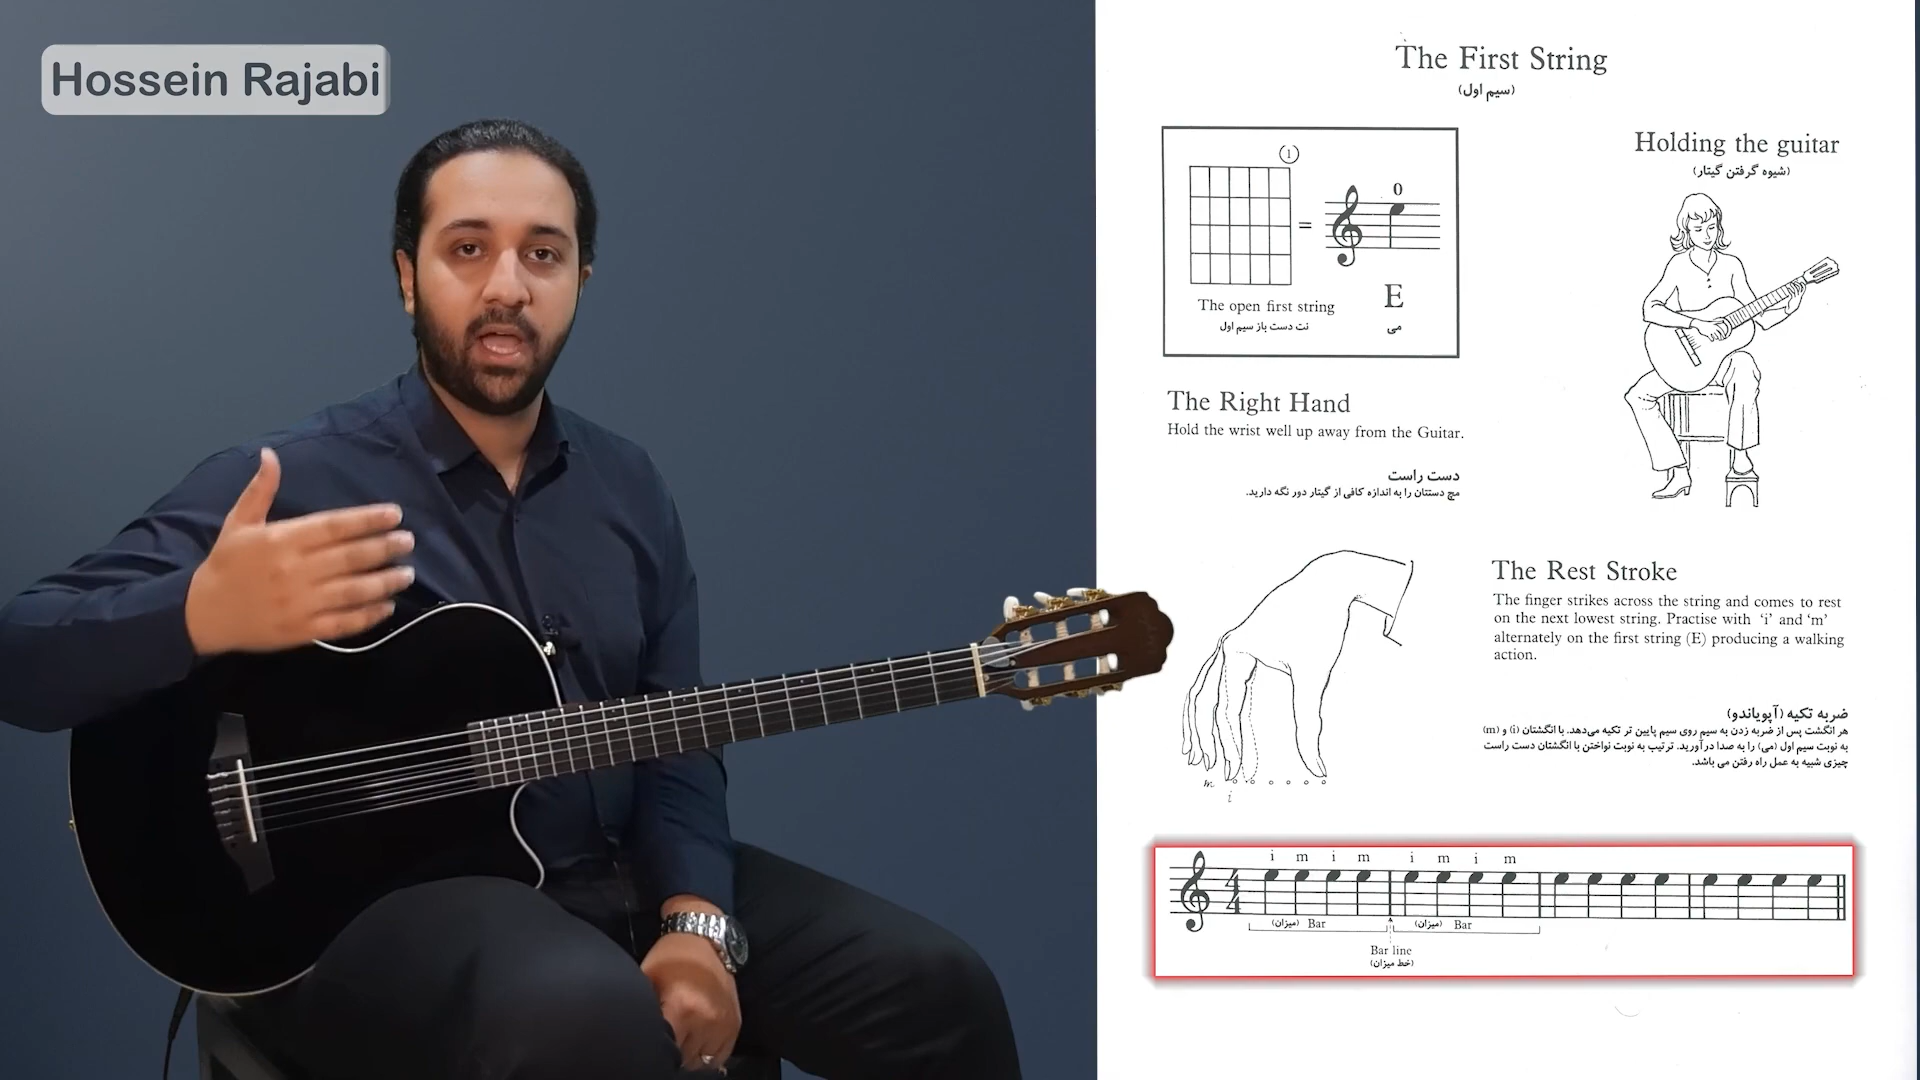 Hossein Rajabi
The First String
(سیم اول)
1
0
=
The open first string
نت دست باز سیم اول
E
می
Holding the guitar
(شیوه گرفتن گیتار)
The Right Hand
Hold the wrist well up away from the Guitar.
دست راست
مچ دستتان را به اندازه کافی از گیتار دور نگه دارید.
m
i
The Rest Stroke
The finger strikes across the string and comes to rest
on the next lowest string. Practise with 'i' and 'm'
alternately on the first string (E) producing a walking
action.
ضربه تکیه (آپویاندو)
هر انگشت پس از ضربه زدن به سیم روی سیم پایین تر تکیه می‌دهد. با انگشتان (i) و (m)
به نوبت سیم اول (می) را به صدا درآورید. ترتیب به نوبت نواختن با انگشتان دست راست
چیزی شبیه به عمل راه رفتن می باشد.
i m i m i m i m
4
4
(میزان) Bar (میزان) Bar
Bar line
(خط میزان)